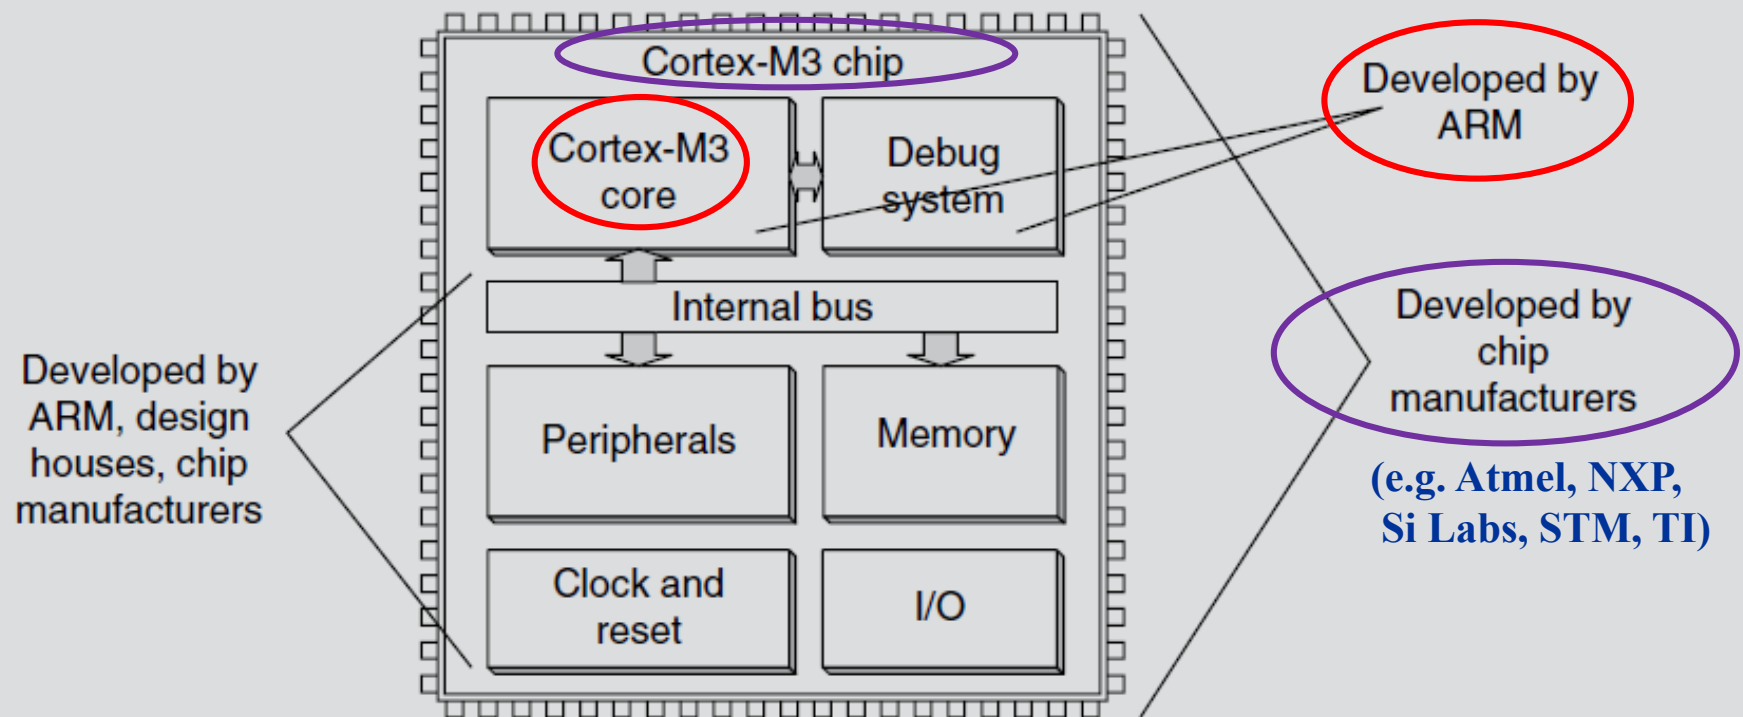 Cortex-M3 chip
Cortex-M3
core
Debug
system
Developed by
ARM
Internal bus
Developed by
chip
manufacturers
(e.g. Atmel, NXP,
Si Labs, STM, TI)
Developed by
ARM, design
houses, chip
manufacturers
Peripherals
Memory
Clock and
reset
I/O